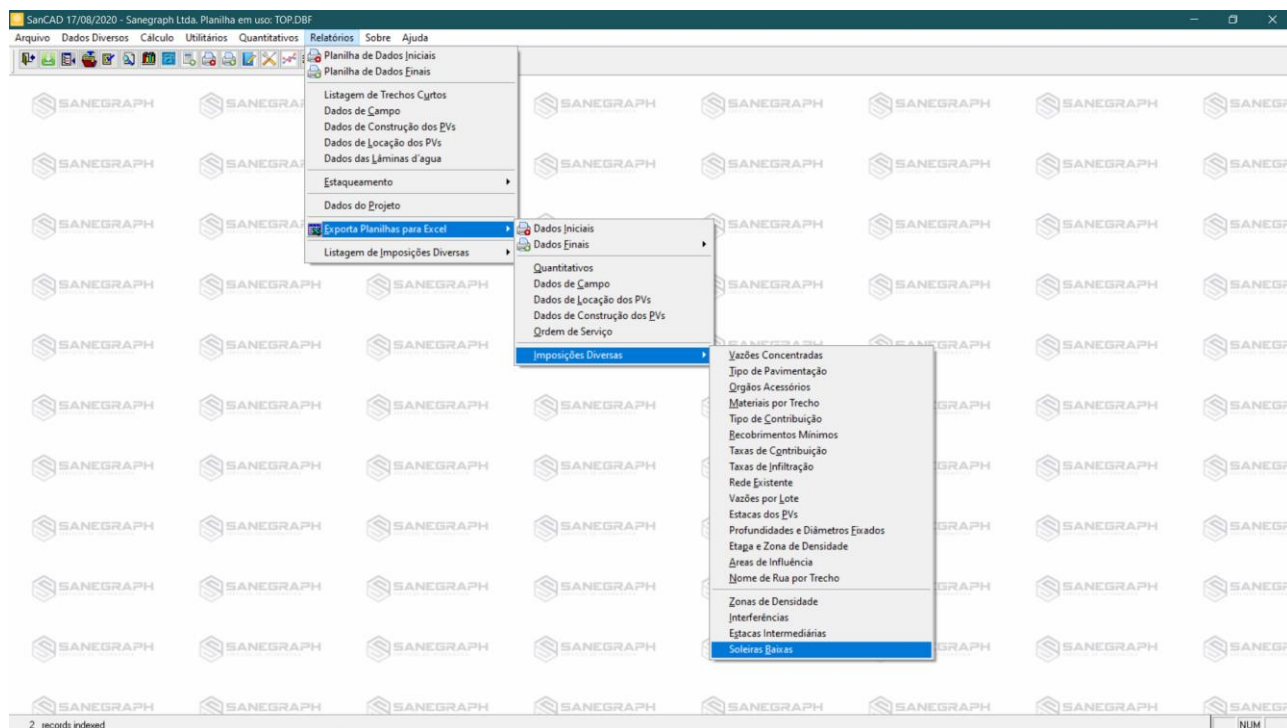 SanCAD 17/08/2020 - Sanegraph Ltda. Planilha em uso: TOP.DBF
Arquivo Dados Diversos Cálculo Utilitários Quantitativos Relatórios Sobre Ajuda
Planilha de Dados Iniciais
Planilha de Dados Finais
Listagem de Trechos Curtos
Dados de Campo
Dados de Construção dos PVs
Dados de Locação dos PVs
Dados das Láminas d'agua
Estaqueamento
Dados do Projeto
Exporta Planilhas para Excel
Listagem de Imposições Diversas
Dados Iniciais
Dados Finais
Quantitativos
Dados de Campo
Dados de Locação dos PVs
Dados de Construção dos PVs
Ordem de Serviço
Imposições Diversas
Vazões Concentradas
Tipo de Pavimentação
Orgãos Acessórios
Materiais por Trecho
Tipo de Contribuição
Recobrimentos Mínimos
Taxas de Contribuição
Taxas de Infiltração
Rede Existente
Vazões por Lote
Estacas dos PVs
Profundidades e Diâmetros Fixados
Etapa e Zona de Densidade
Areas de Influência
Nome de Rua por Trecho
Zonas de Densidade
Interferências
Estacas Intermediárias
Soleiras Baixas
SANEGRAPH
2 records indexed
NUM